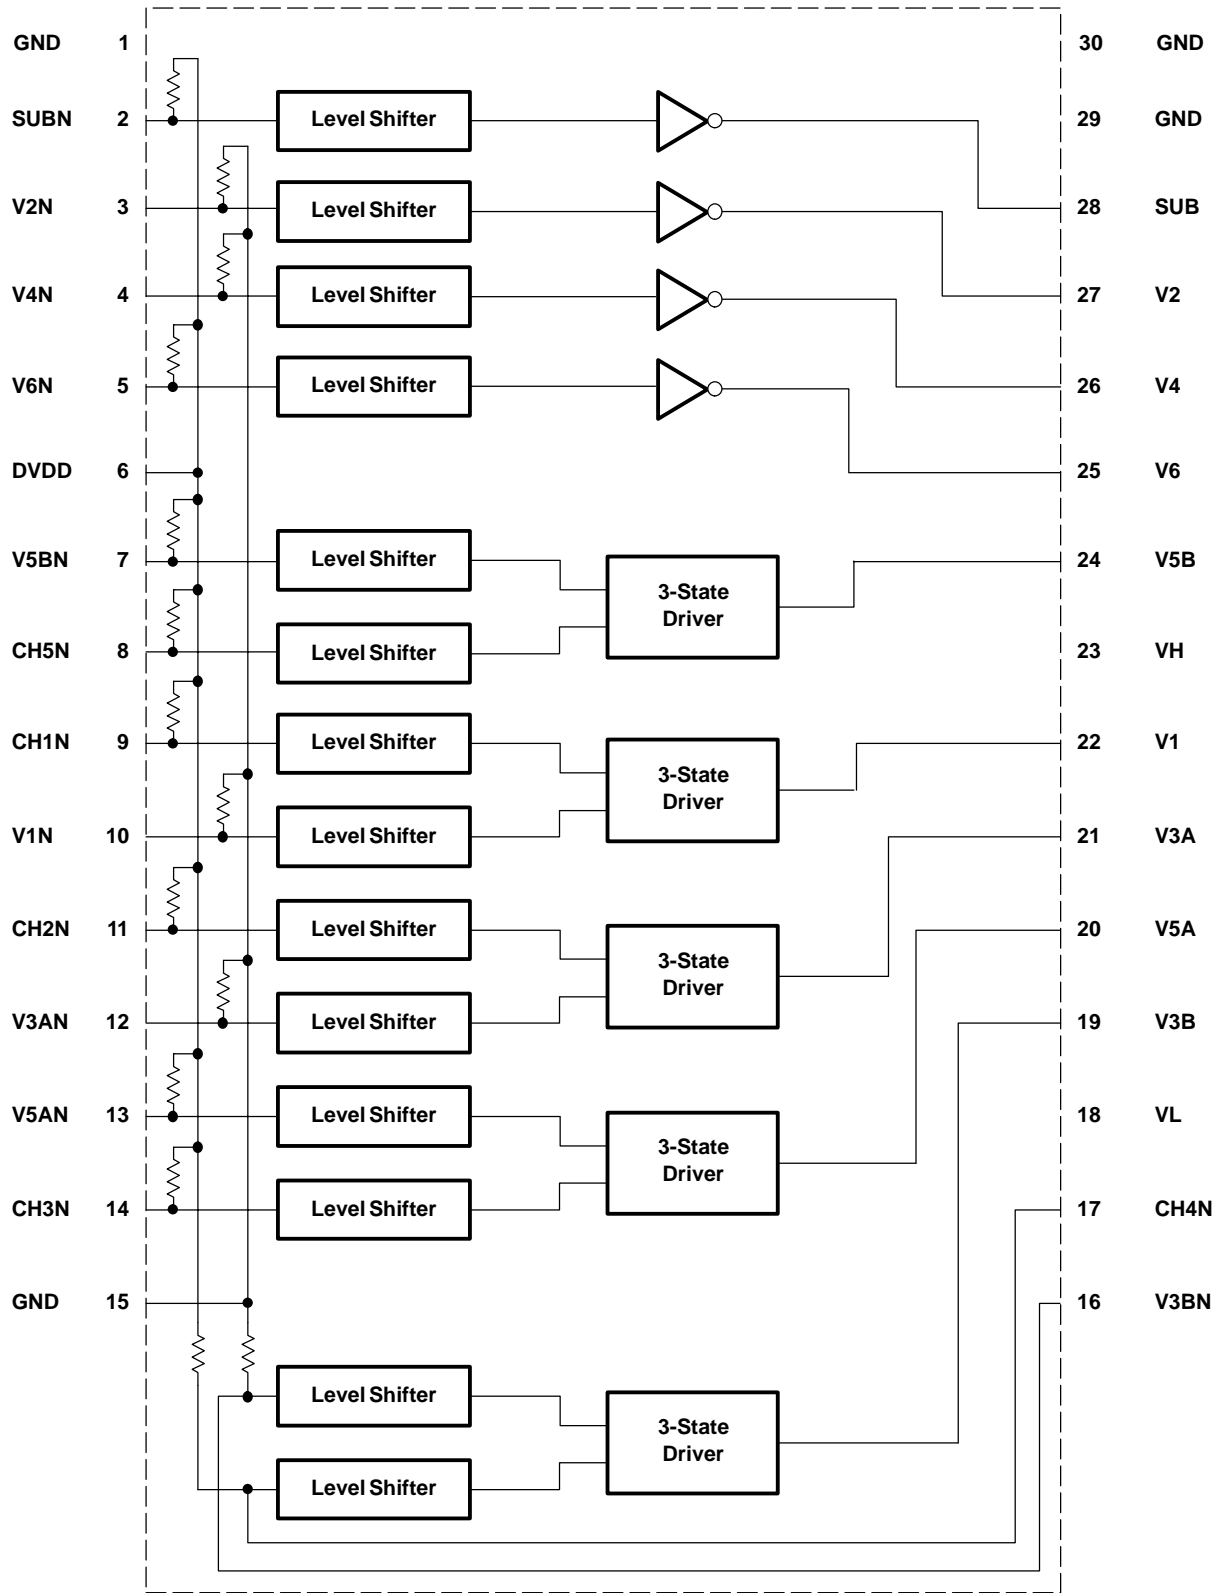 GND 1 30 GND
SUBN 2 Level Shifter 29 GND
V2N 3 Level Shifter 28 SUB
V4N 4 Level Shifter 27 V2
V6N 5 Level Shifter 26 V4
DVDD 6 25 V6
V5BN 7 Level Shifter 24 V5B
3-State
Driver
CH5N 8 Level Shifter 23 VH
CH1N 9 Level Shifter 22 V1
3-State
Driver
V1N 10 Level Shifter 21 V3A
CH2N 11 Level Shifter 20 V5A
3-State
Driver
V3AN 12 Level Shifter 19 V3B
V5AN 13 Level Shifter 18 VL
3-State
Driver
CH3N 14 Level Shifter 17 CH4N
GND 15 16 V3BN
Level Shifter
3-State
Driver
Level Shifter